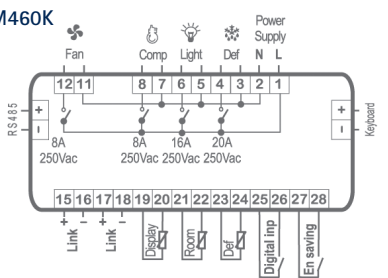 M460K
Power
Fan Comp Light Def Supply
N L
12 11 8 7 6 5 4 3 2 1
RS485 + -
+ - Keyboard
8A 8A 16A 20A
250Vac 250Vac 250Vac 250Vac
15 16 17 18 19 20 21 22 23 24 25 26 27 28
+ - + -
Link Link Display Room Def Digital inp En saving